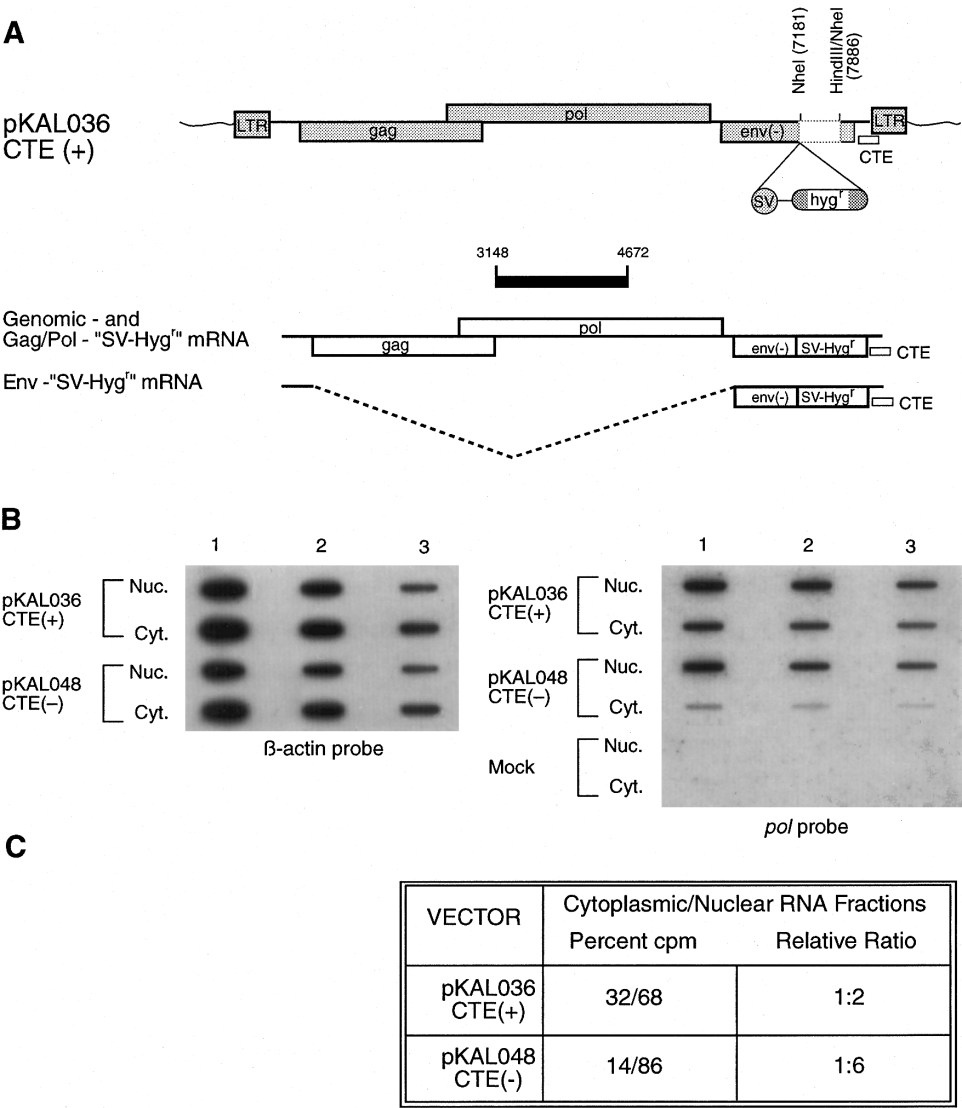 A
NheI (7181)
HindIII/NheI
(7886)
pKAL036
CTE (+)
LTR
gag
pol
env(-)
LTR
CTE
SV
hygr
3148
4672
Genomic - and
Gag/Pol - "SV-Hygr" mRNA
gag
pol
env(-)
SV-Hygr
CTE
Env -"SV-Hygr" mRNA
env(-)
SV-Hygr
CTE
B
1 2 3
pKAL036
CTE(+)
Nuc.
Cyt.
pKAL048
CTE(–)
Nuc.
Cyt.
ß-actin probe
1 2 3
pKAL036
CTE(+)
Nuc.
Cyt.
pKAL048
CTE(–)
Nuc.
Cyt.
Mock
Nuc.
Cyt.
pol probe
C
VECTOR
Cytoplasmic/Nuclear RNA Fractions
Percent cpm Relative Ratio
pKAL036
CTE(+)
32/68 1:2
pKAL048
CTE(-)
14/86 1:6